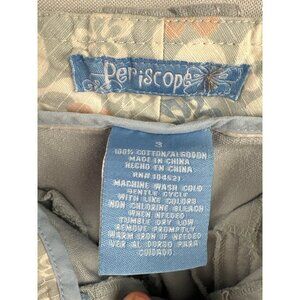 periscope
3
100% COTTON/ALGODON
MADE IN CHINA
HECHO EN CHINA
RN# 104521
MACHINE WASH COLD
GENTLE CYCLE
WITH LIKE COLORS
NON CHLORINE BLEACH
WHEN NEEDED
TUMBLE DRY LOW
REMOVE PROMPTLY
WARM IRON IF NEEDED
VER AL DORSO PARA
CUIDADO.